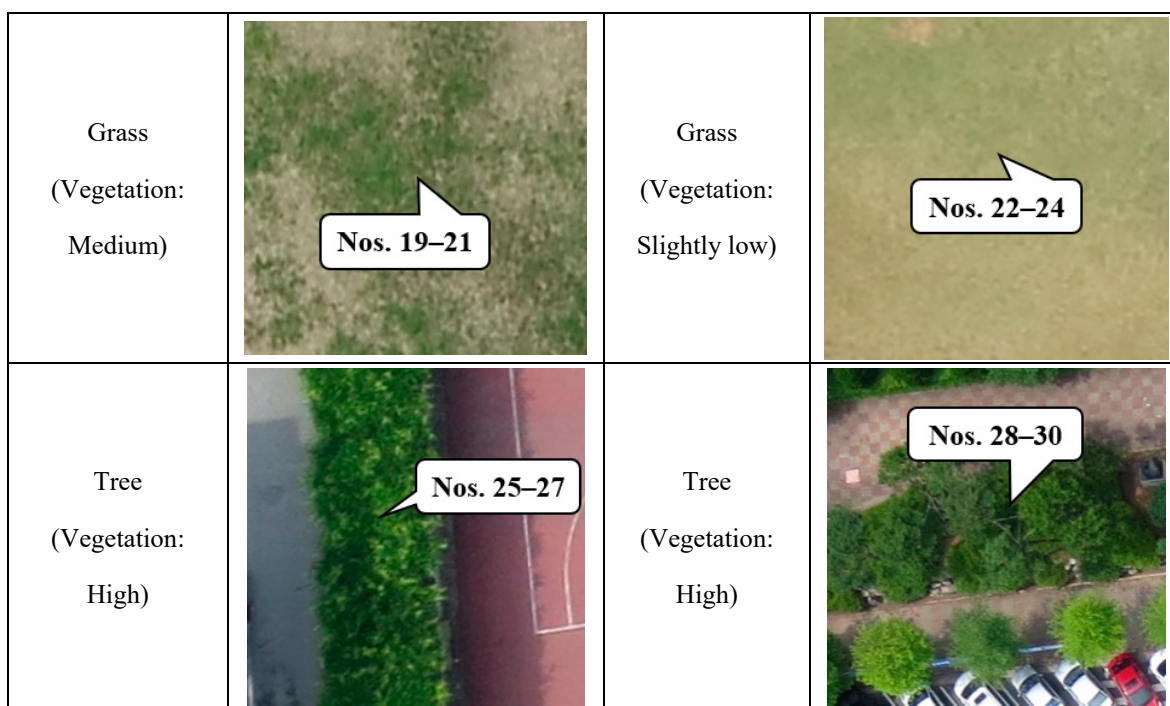 Grass
(Vegetation:
Medium)
Nos. 19–21
Grass
(Vegetation:
Slightly low)
Nos. 22–24
Tree
(Vegetation:
High)
Nos. 25–27
Tree
(Vegetation:
High)
Nos. 28–30